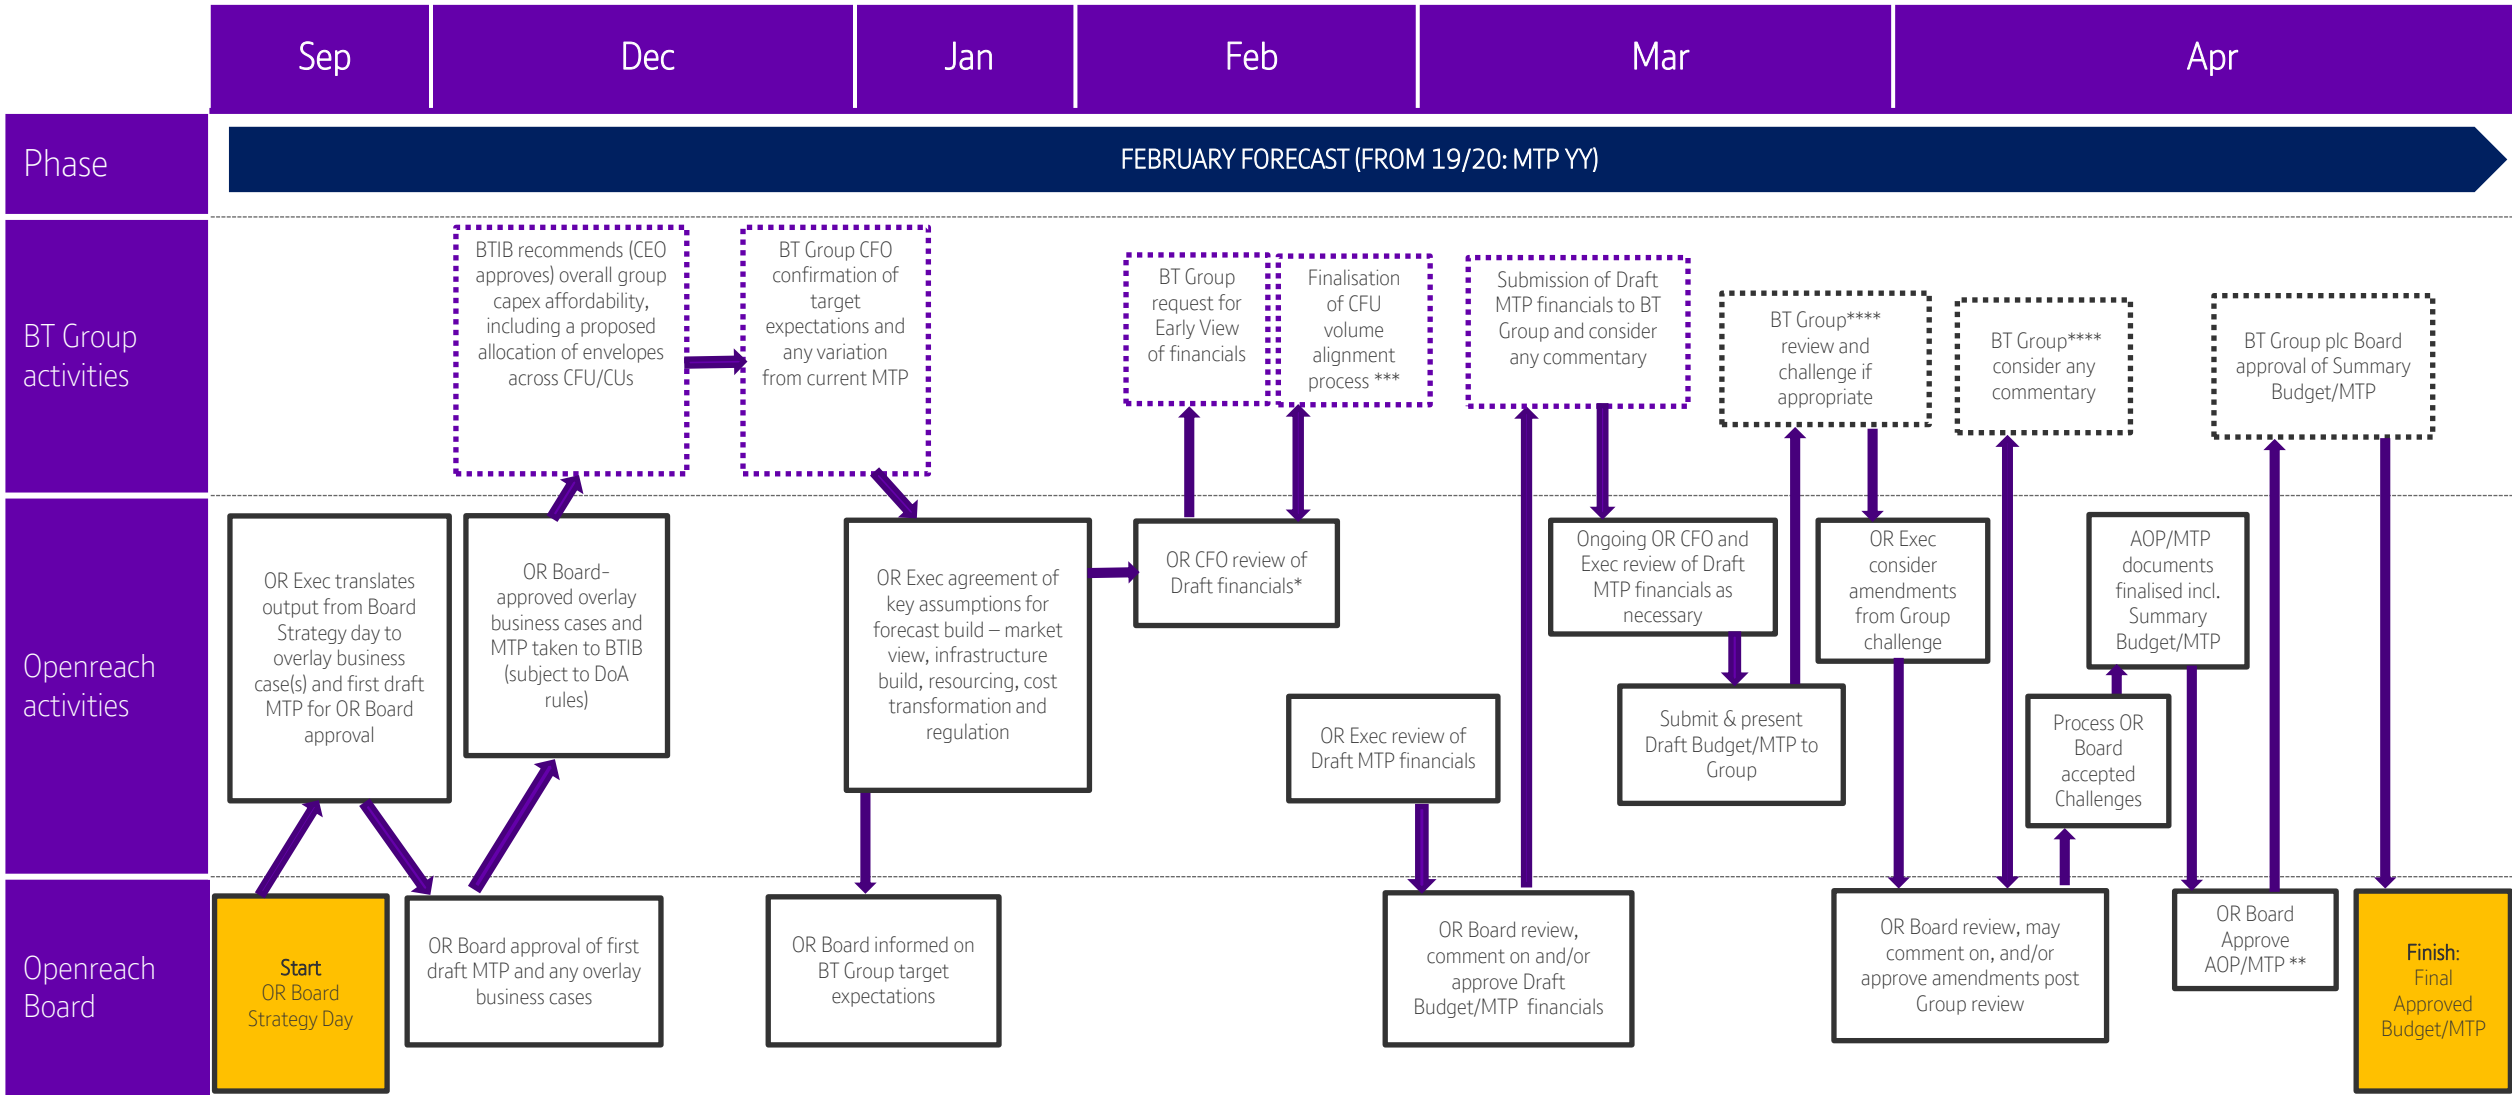 Sep
Dec
Jan
Feb
Mar
Apr
Phase
FEBRUARY FORECAST (FROM 19/20: MTP YY)
BT Group
activities
BTIB recommends (CEO
approves) overall group
capex affordability,
including a proposed
allocation of envelopes
across CFU/CUs
BT Group CFO
confirmation of
target
expectations and
any variation
from current MTP
BT Group
request for
Early View
of financials
Finalisation
of CFU
volume
alignment
process ***
Submission of Draft
MTP financials to BT
Group and consider
any commentary
BT Group****
review and
challenge if
appropriate
BT Group****
consider any
commentary
BT Group plc Board
approval of Summary
Budget/MTP
Openreach
activities
OR Exec translates
output from Board
Strategy day to
overlay business
case(s) and first draft
MTP for OR Board
approval
OR Board-
approved overlay
business cases and
MTP taken to BTIB
(subject to DoA
rules)
OR Exec agreement of
key assumptions for
forecast build – market
view, infrastructure
build, resourcing, cost
transformation and
regulation
OR CFO review of
Draft financials*
OR Exec review of
Draft MTP financials
Ongoing OR CFO and
Exec review of Draft
MTP financials as
necessary
Submit & present
Draft Budget/MTP to
Group
OR Exec
consider
amendments
from Group
challenge
Process OR
Board
accepted
Challenges
AOP/MTP
documents
finalised incl.
Summary
Budget/MTP
Openreach
Board
Start
OR Board
Strategy Day
OR Board approval of first
draft MTP and any overlay
business cases
OR Board informed on
BT Group target
expectations
OR Board review,
comment on and/or
approve Draft
Budget/MTP financials
OR Board review, may
comment on, and/or
approve amendments post
Group review
OR Board
Approve
AOP/MTP **
Finish:
Final
Approved
Budget/MTP